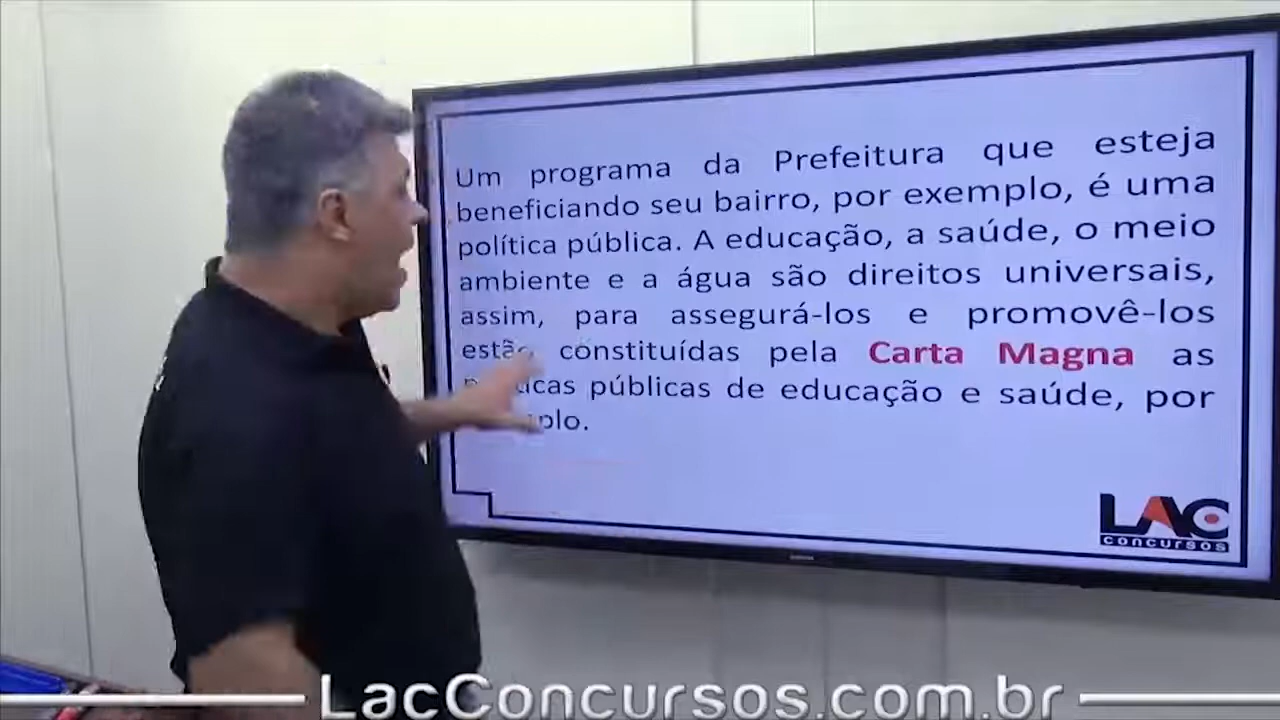 Um programa da Prefeitura que esteja
beneficiando seu bairro, por exemplo, é uma
política pública. A educação, a saúde, o meio
ambiente e a água são direitos universais,
assim, para assegurá-los e promovê-los
estão constituídas pela Carta Magna as
públicas de educação e saúde, por
LAC
concursos
LacConcursos.com.br